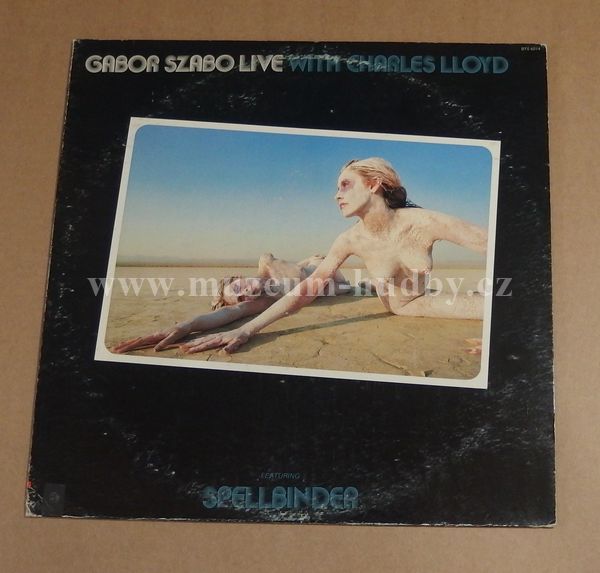 GABOR SZABO LIVE WITH CHARLES LLOYD
www.museum-hudby.cz
FEATURING
SPELLBINDER